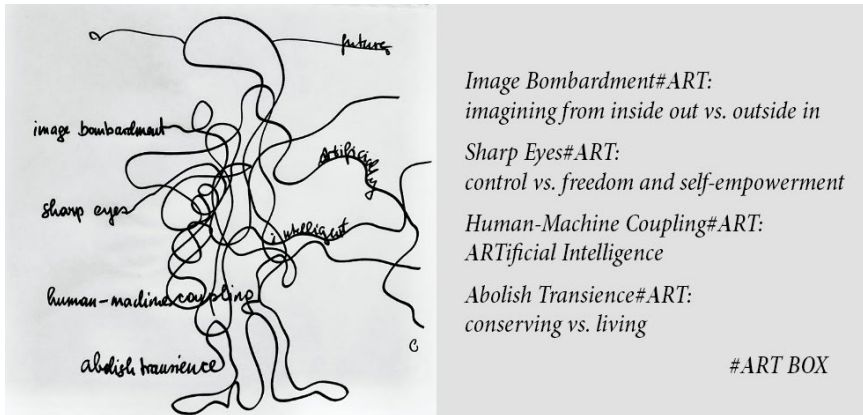 future
image bombardment
Artificially
sharp eyes
intelligent
human-machine coupling
abolish transience
Image Bombardment#ART:
imagining from inside out vs. outside in
Sharp Eyes#ART:
control vs. freedom and self-empowerment
Human-Machine Coupling#ART:
ARTificial Intelligence
Abolish Transience#ART:
conserving vs. living
#ART BOX